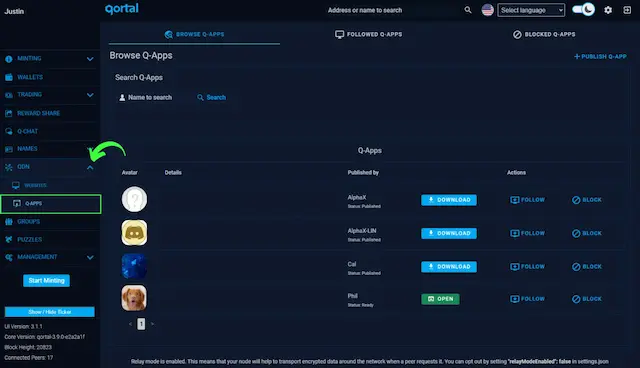 Justin
qortal
Address or name to search
Select language
BROWSE Q-APPS
FOLLOWED Q-APPS
BLOCKED Q-APPS
MINTING
WALLETS
TRADING
REWARD SHARE
Q-CHAT
NAMES
WEBSITES
Q-APPS
GROUPS
PUZZLES
MANAGEMENT
Start Minting
Show / Hide Ticker
UI Version: 3.1.1
Core Version: qortal-3.9.0-e2a2a1f
Block Height: 20823
Connected Peers: 17
Browse Q-Apps
+ PUBLISH Q-APP
Search Q-Apps
Name to search
Search
Q-Apps
Avatar Details Published by Actions
AlphaX
Status: Published
DOWNLOAD FOLLOW BLOCK
AlphaX-LIN
Status: Published
DOWNLOAD FOLLOW BLOCK
Cal
Status: Published
DOWNLOAD FOLLOW BLOCK
Phil
Status: Ready
OPEN FOLLOW BLOCK
< 1 >
Relay mode is enabled. This means that your node will help to transport encrypted data around the network when a peer requests it. You can opt out by setting "relayModeEnabled": false in settings.json